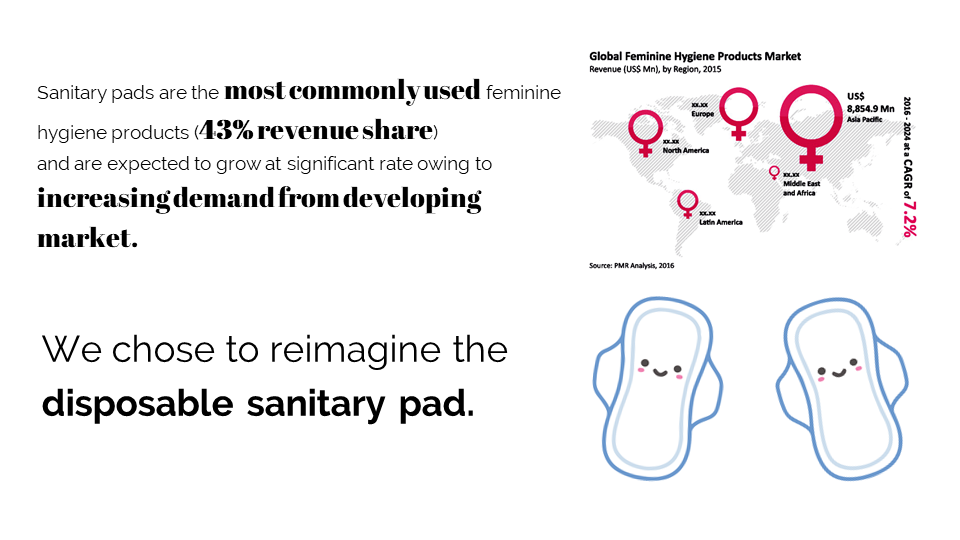 Sanitary pads are the most commonly used feminine
hygiene products (43% revenue share)
and are expected to grow at significant rate owing to
increasing demand from developing
market.
We chose to reimagine the
disposable sanitary pad.
Global Feminine Hygiene Products Market
Revenue (US$ Mn), by Region, 2015
xx.xx
North America
xx.xx
Europe
US$
8,854.9 Mn
Asia Pacific
xx.xx
Middle East
and Africa
xx.xx
Latin America
2016 - 2024 at a CAGR of 7.2%
Source: PMR Analysis, 2016